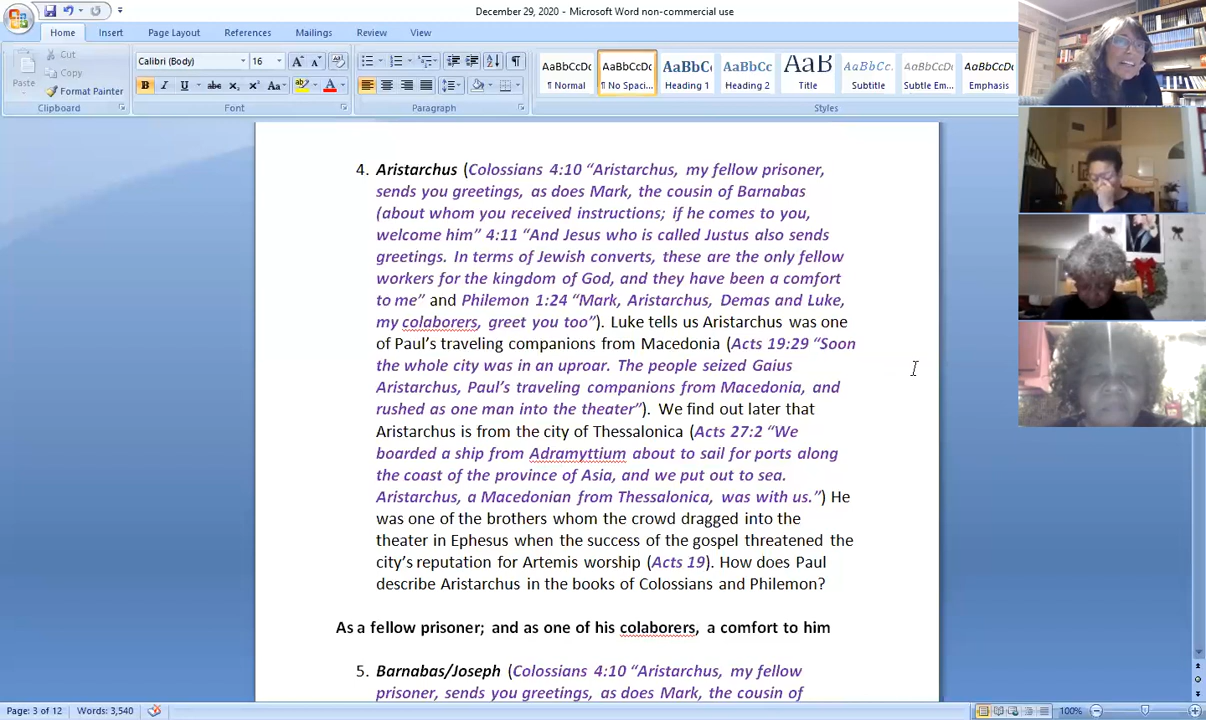 December 29, 2020 - Microsoft Word non-commercial use
Home Insert Page Layout References Mailings Review View
Cut
Copy
Format Painter
Paste
Clipboard
Calibri (Body) 16
Font
Paragraph
AaBbCcDc AaBbCcDc AaBbC AaBbCc AaB AaBbCcL AaBbCcDc AaBbCcDc
¶ Normal ¶ No Spaci... Heading 1 Heading 2 Title Subtitle Subtle Em... Emphasis
Styles
4. Aristarchus (Colossians 4:10 “Aristarchus, my fellow prisoner,
sends you greetings, as does Mark, the cousin of Barnabas
(about whom you received instructions; if he comes to you,
welcome him” 4:11 “And Jesus who is called Justus also sends
greetings. In terms of Jewish converts, these are the only fellow
workers for the kingdom of God, and they have been a comfort
to me” and Philemon 1:24 “Mark, Aristarchus, Demas and Luke,
my colaborers, greet you too”). Luke tells us Aristarchus was one
of Paul’s traveling companions from Macedonia (Acts 19:29 “Soon
the whole city was in an uproar. The people seized Gaius
Aristarchus, Paul’s traveling companions from Macedonia, and
rushed as one man into the theater”). We find out later that
Aristarchus is from the city of Thessalonica (Acts 27:2 “We
boarded a ship from Adramyttium about to sail for ports along
the coast of the province of Asia, and we put out to sea.
Aristarchus, a Macedonian from Thessalonica, was with us.”) He
was one of the brothers whom the crowd dragged into the
theater in Ephesus when the success of the gospel threatened the
city’s reputation for Artemis worship (Acts 19). How does Paul
describe Aristarchus in the books of Colossians and Philemon?
As a fellow prisoner; and as one of his colaborers, a comfort to him
5. Barnabas/Joseph (Colossians 4:10 “Aristarchus, my fellow
prisoner, sends you greetings, as does Mark, the cousin of
Page: 3 of 12 Words: 3,540 100%